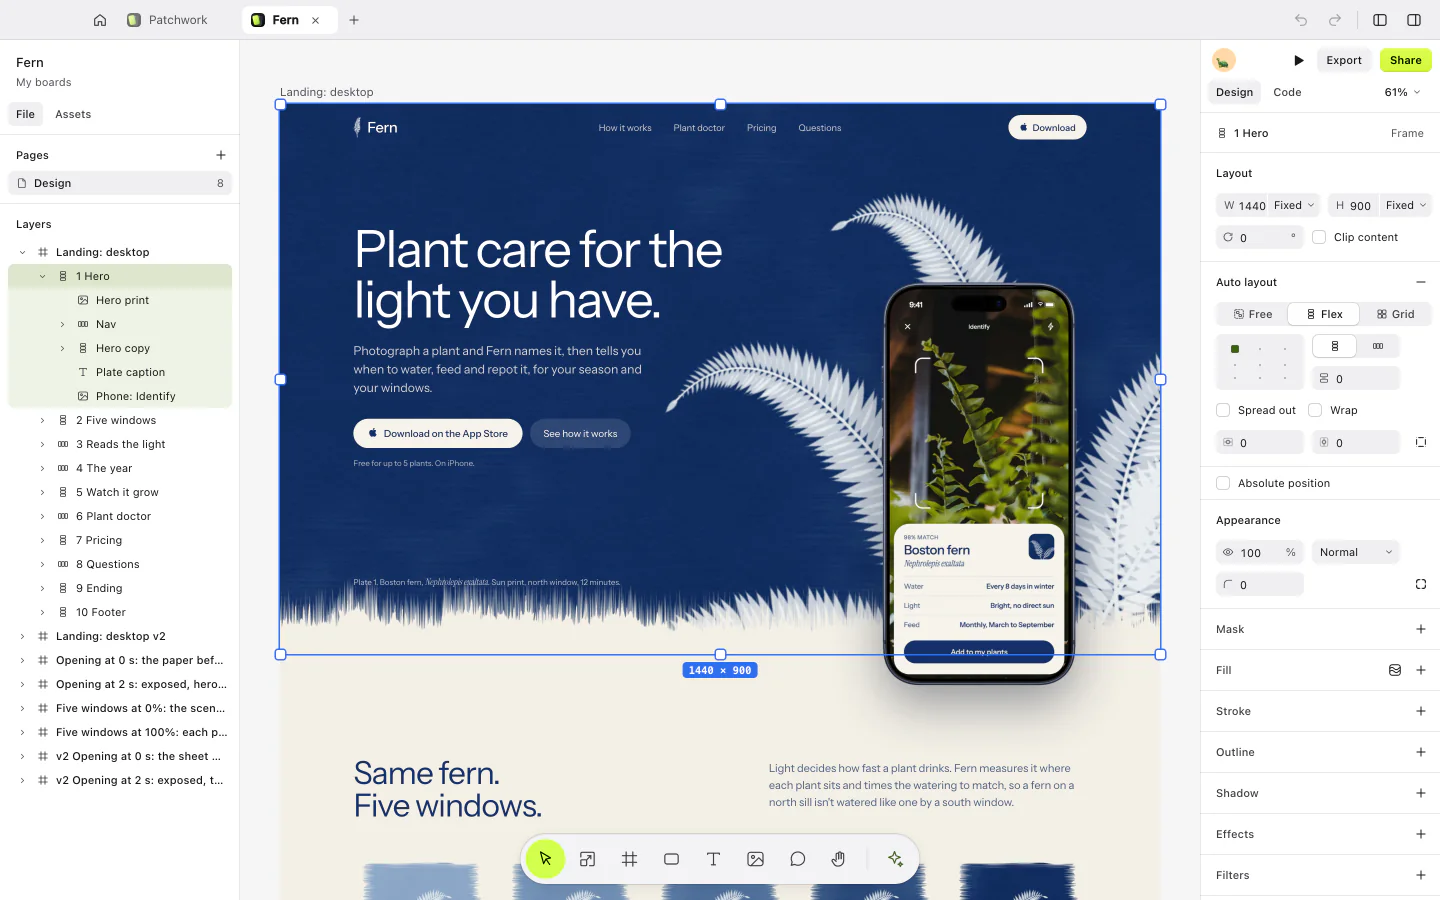 Patchwork
Fern
Fern
My boards
File
Assets
Pages
Design
8
Layers
Landing: desktop
1 Hero
Hero print
Nav
Hero copy
Plate caption
Phone: Identify
2 Five windows
3 Reads the light
4 The year
5 Watch it grow
6 Plant doctor
7 Pricing
8 Questions
9 Ending
10 Footer
Landing: desktop v2
Opening at 0 s: the paper bef...
Opening at 2 s: exposed, hero...
Five windows at 0%: the scen...
Five windows at 100%: each p...
v2 Opening at 0 s: the sheet ...
v2 Opening at 2 s: exposed, t...
Landing: desktop
Fern
How it works
Plant doctor
Pricing
Questions
Download
Plant care for the
light you have.
Photograph a plant and Fern names it, then tells you
when to water, feed and repot it, for your season and
your windows.
Download on the App Store
See how it works
Free for up to 5 plants. On iPhone.
Plate 1. Boston fern, Nephrolepis exaltata. Sun print, north window, 12 minutes.
9:41
Identify
98% MATCH
Boston fern
Nephrolepis exaltata
Water
Every 8 days in winter
Light
Bright, no direct sun
Feed
Monthly, March to September
Add to my plants
1440 × 900
Same fern.
Five windows.
Light decides how fast a plant drinks. Fern measures it where
each plant sits and times the watering to match, so a fern on a
north sill isn't watered like one by a south window.
Export
Share
Design
Code
61%
1 Hero
Frame
Layout
W 1440 Fixed
H 900 Fixed
0 °
Clip content
Auto layout
Free
Flex
Grid
0
Spread out
Wrap
0
0
Absolute position
Appearance
100 %
Normal
0
Mask
Fill
Stroke
Outline
Shadow
Effects
Filters